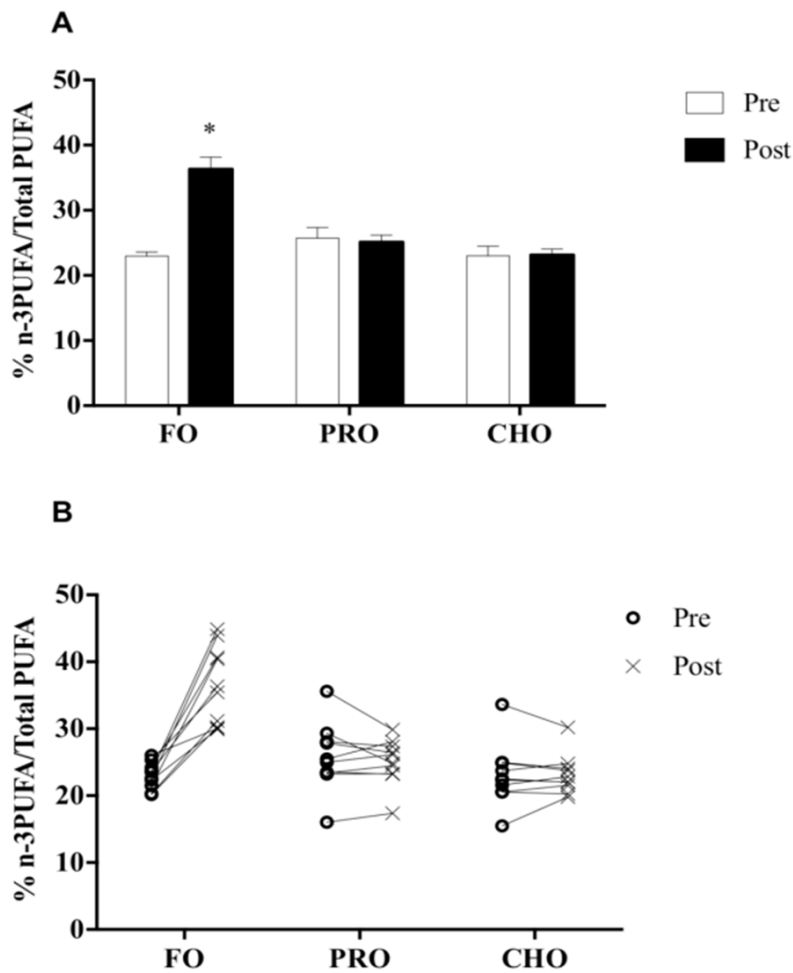 A
% n-3PUFA/Total PUFA
50
40
30
20
10
0
*
FO PRO CHO
Pre
Post
B
% n-3PUFA/Total PUFA
50
40
30
20
10
0
FO PRO CHO
Pre
Post